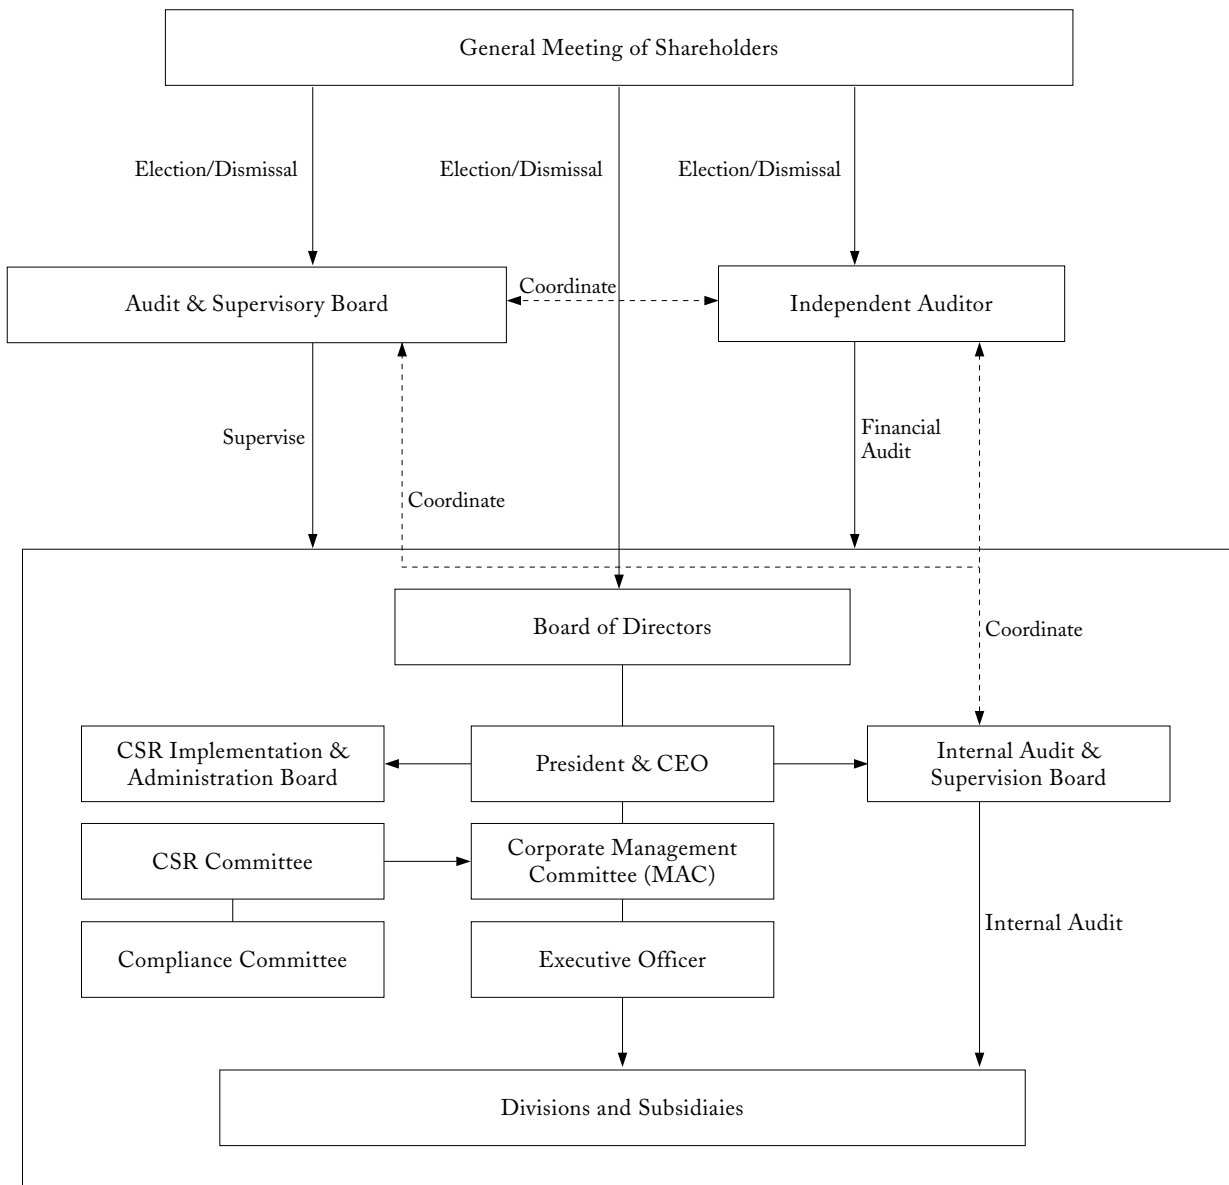 General Meeting of Shareholders
Election/Dismissal
Election/Dismissal
Election/Dismissal
Audit & Supervisory Board
Coordinate
Independent Auditor
Supervise
Financial
Audit
Coordinate
Board of Directors
Coordinate
CSR Implementation &
Administration Board
President & CEO
Internal Audit &
Supervision Board
CSR Committee
Corporate Management
Committee (MAC)
Internal Audit
Compliance Committee
Executive Officer
Divisions and Subsidiaies